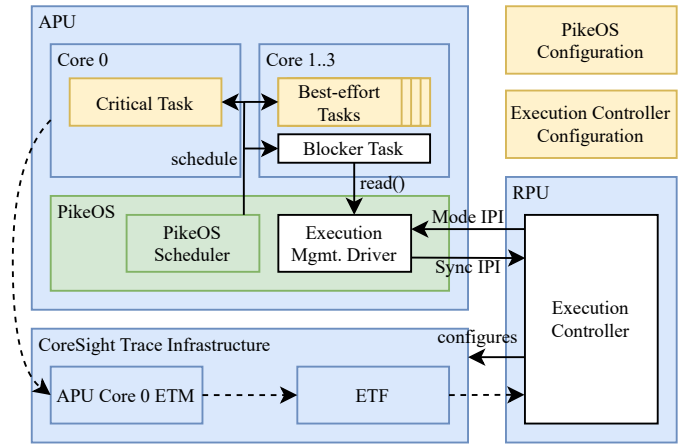 APU
Core 0
Critical Task
Core 1..3
Best-effort
Tasks
Blocker Task
schedule
read()
PikeOS
PikeOS
Scheduler
Execution
Mgmt. Driver
PikeOS
Configuration
Execution Controller
Configuration
RPU
Mode IPI
Sync IPI
Execution
Controller
configures
CoreSight Trace Infrastructure
APU Core 0 ETM
ETF